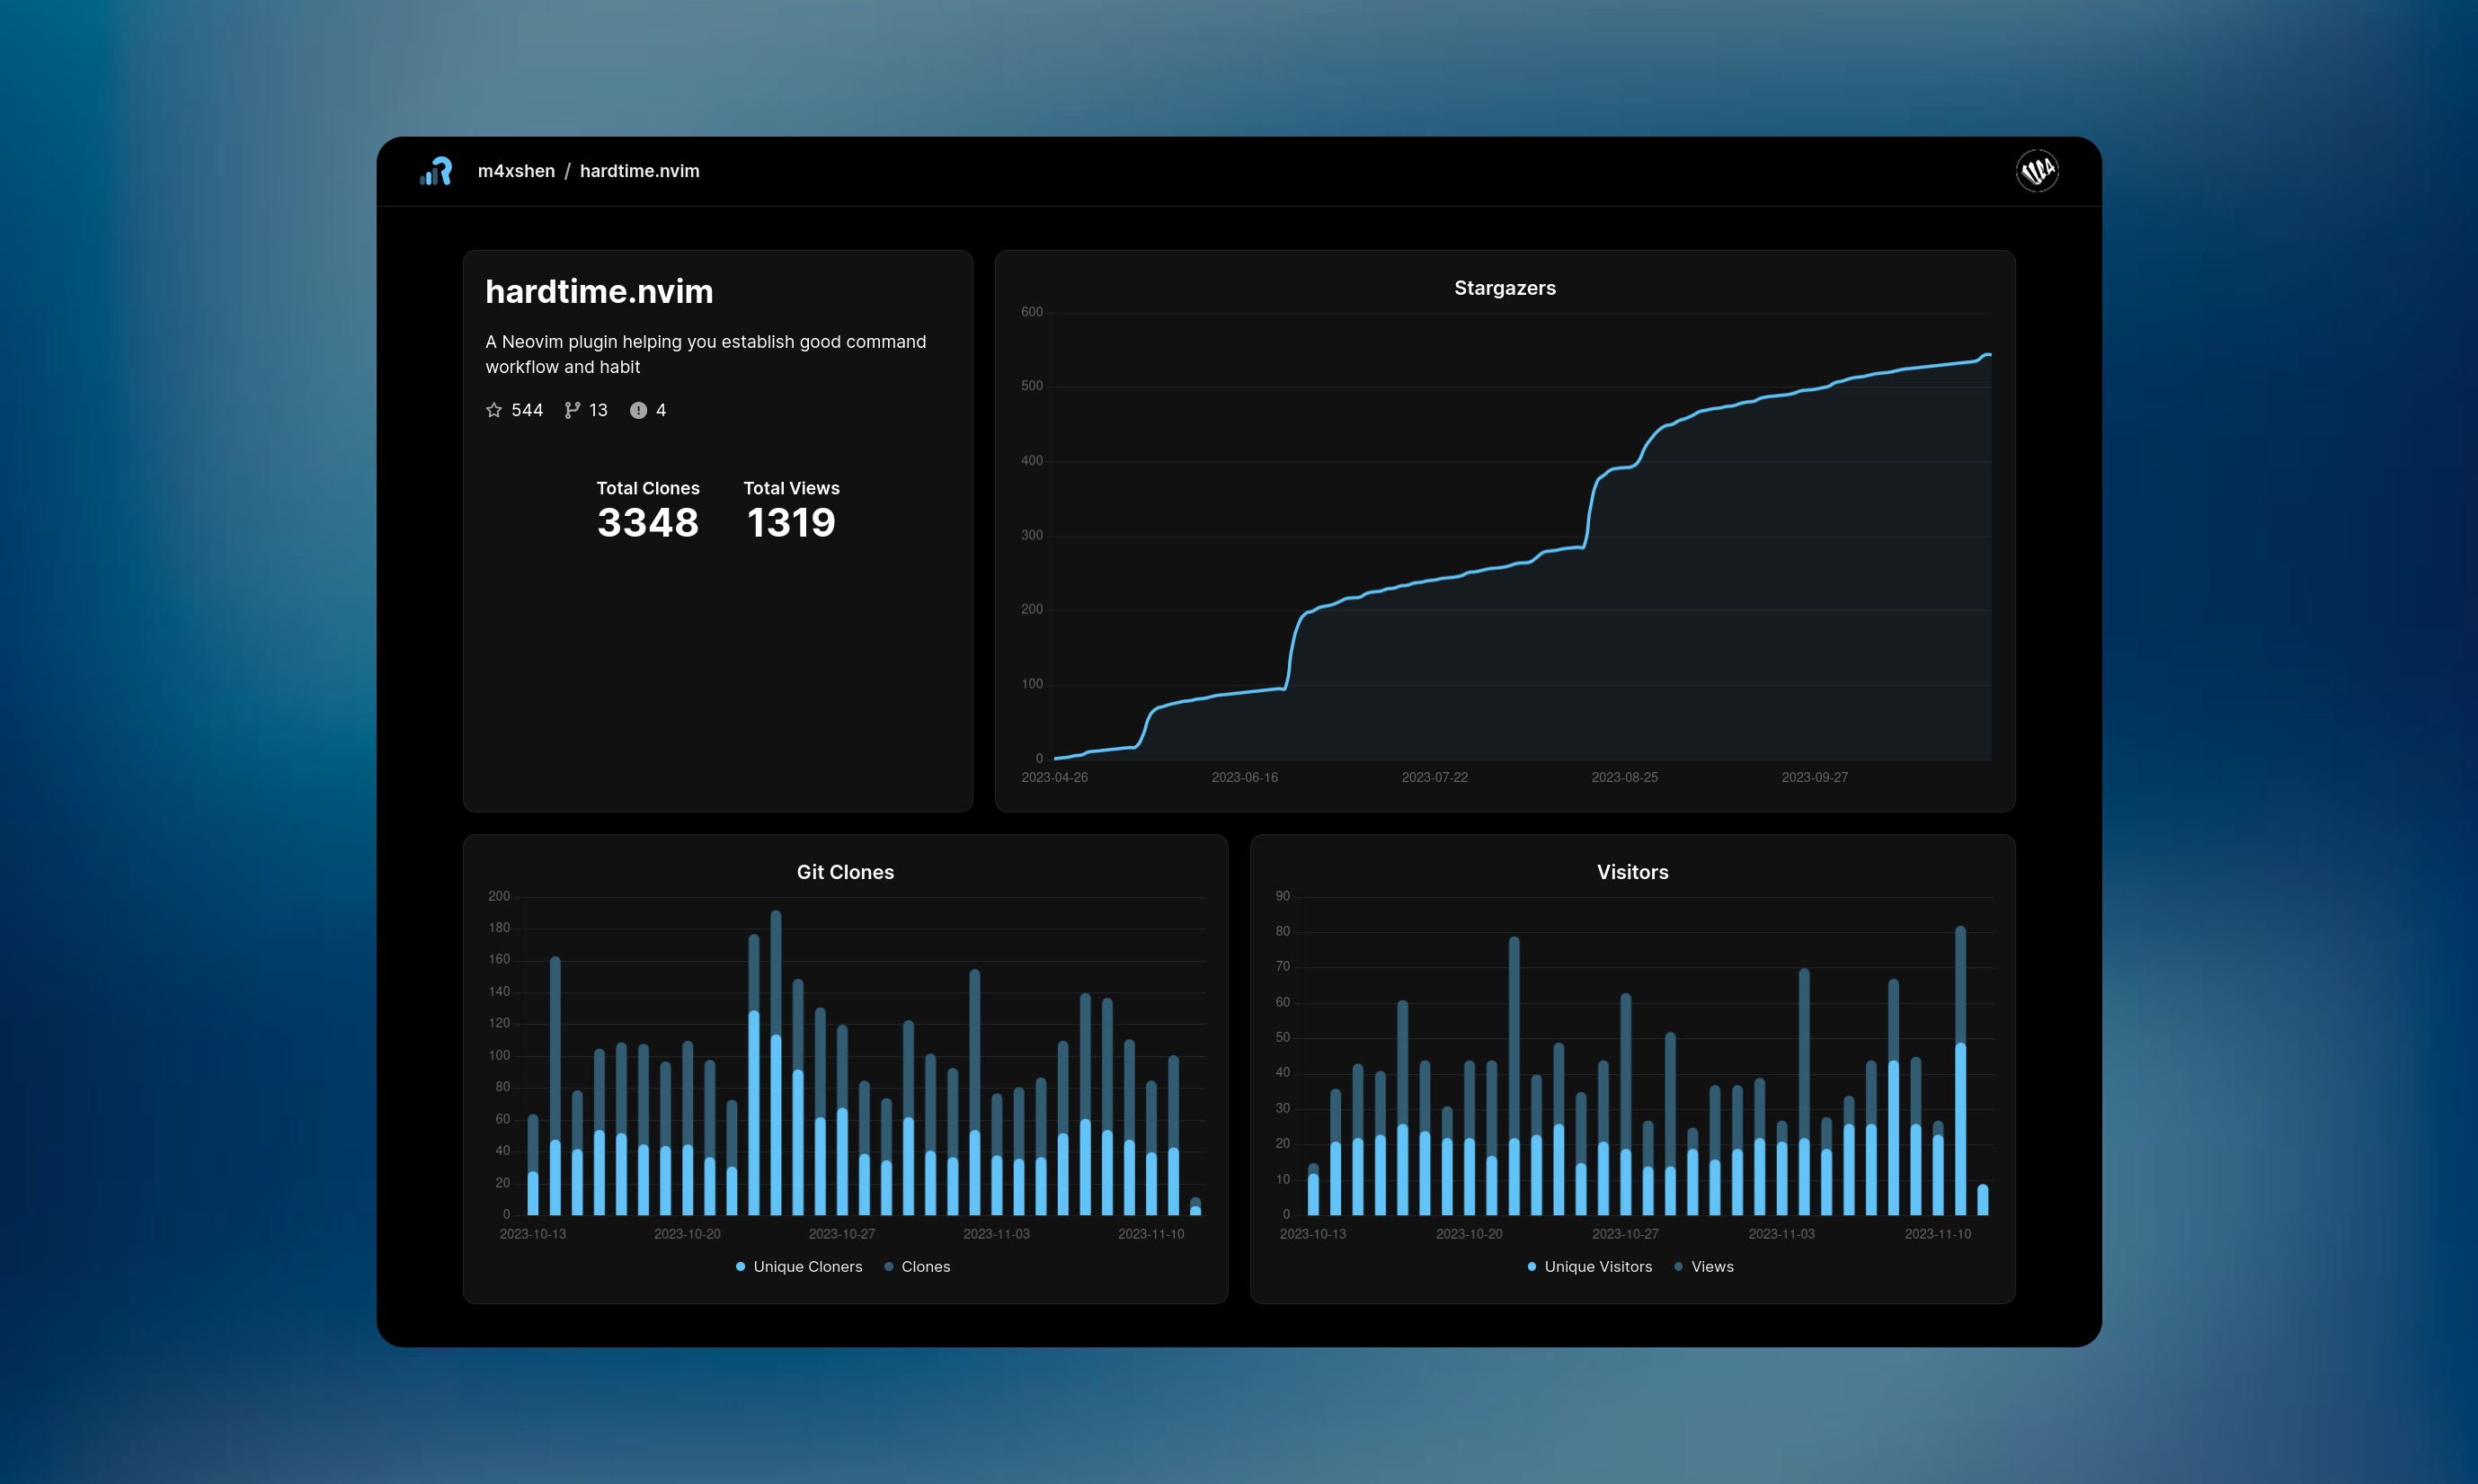 m4xshen / hardtime.nvim
hardtime.nvim
A Neovim plugin helping you establish good command
workflow and habit
544 13 4
Total Clones Total Views
3348 1319
Stargazers
600
500
400
300
200
100
0
2023-04-26 2023-06-16 2023-07-22 2023-08-25 2023-09-27
Git Clones
200
180
160
140
120
100
80
60
40
20
0
2023-10-13 2023-10-20 2023-10-27 2023-11-03 2023-11-10
Unique Cloners Clones
Visitors
90
80
70
60
50
40
30
20
10
0
2023-10-13 2023-10-20 2023-10-27 2023-11-03 2023-11-10
Unique Visitors Views